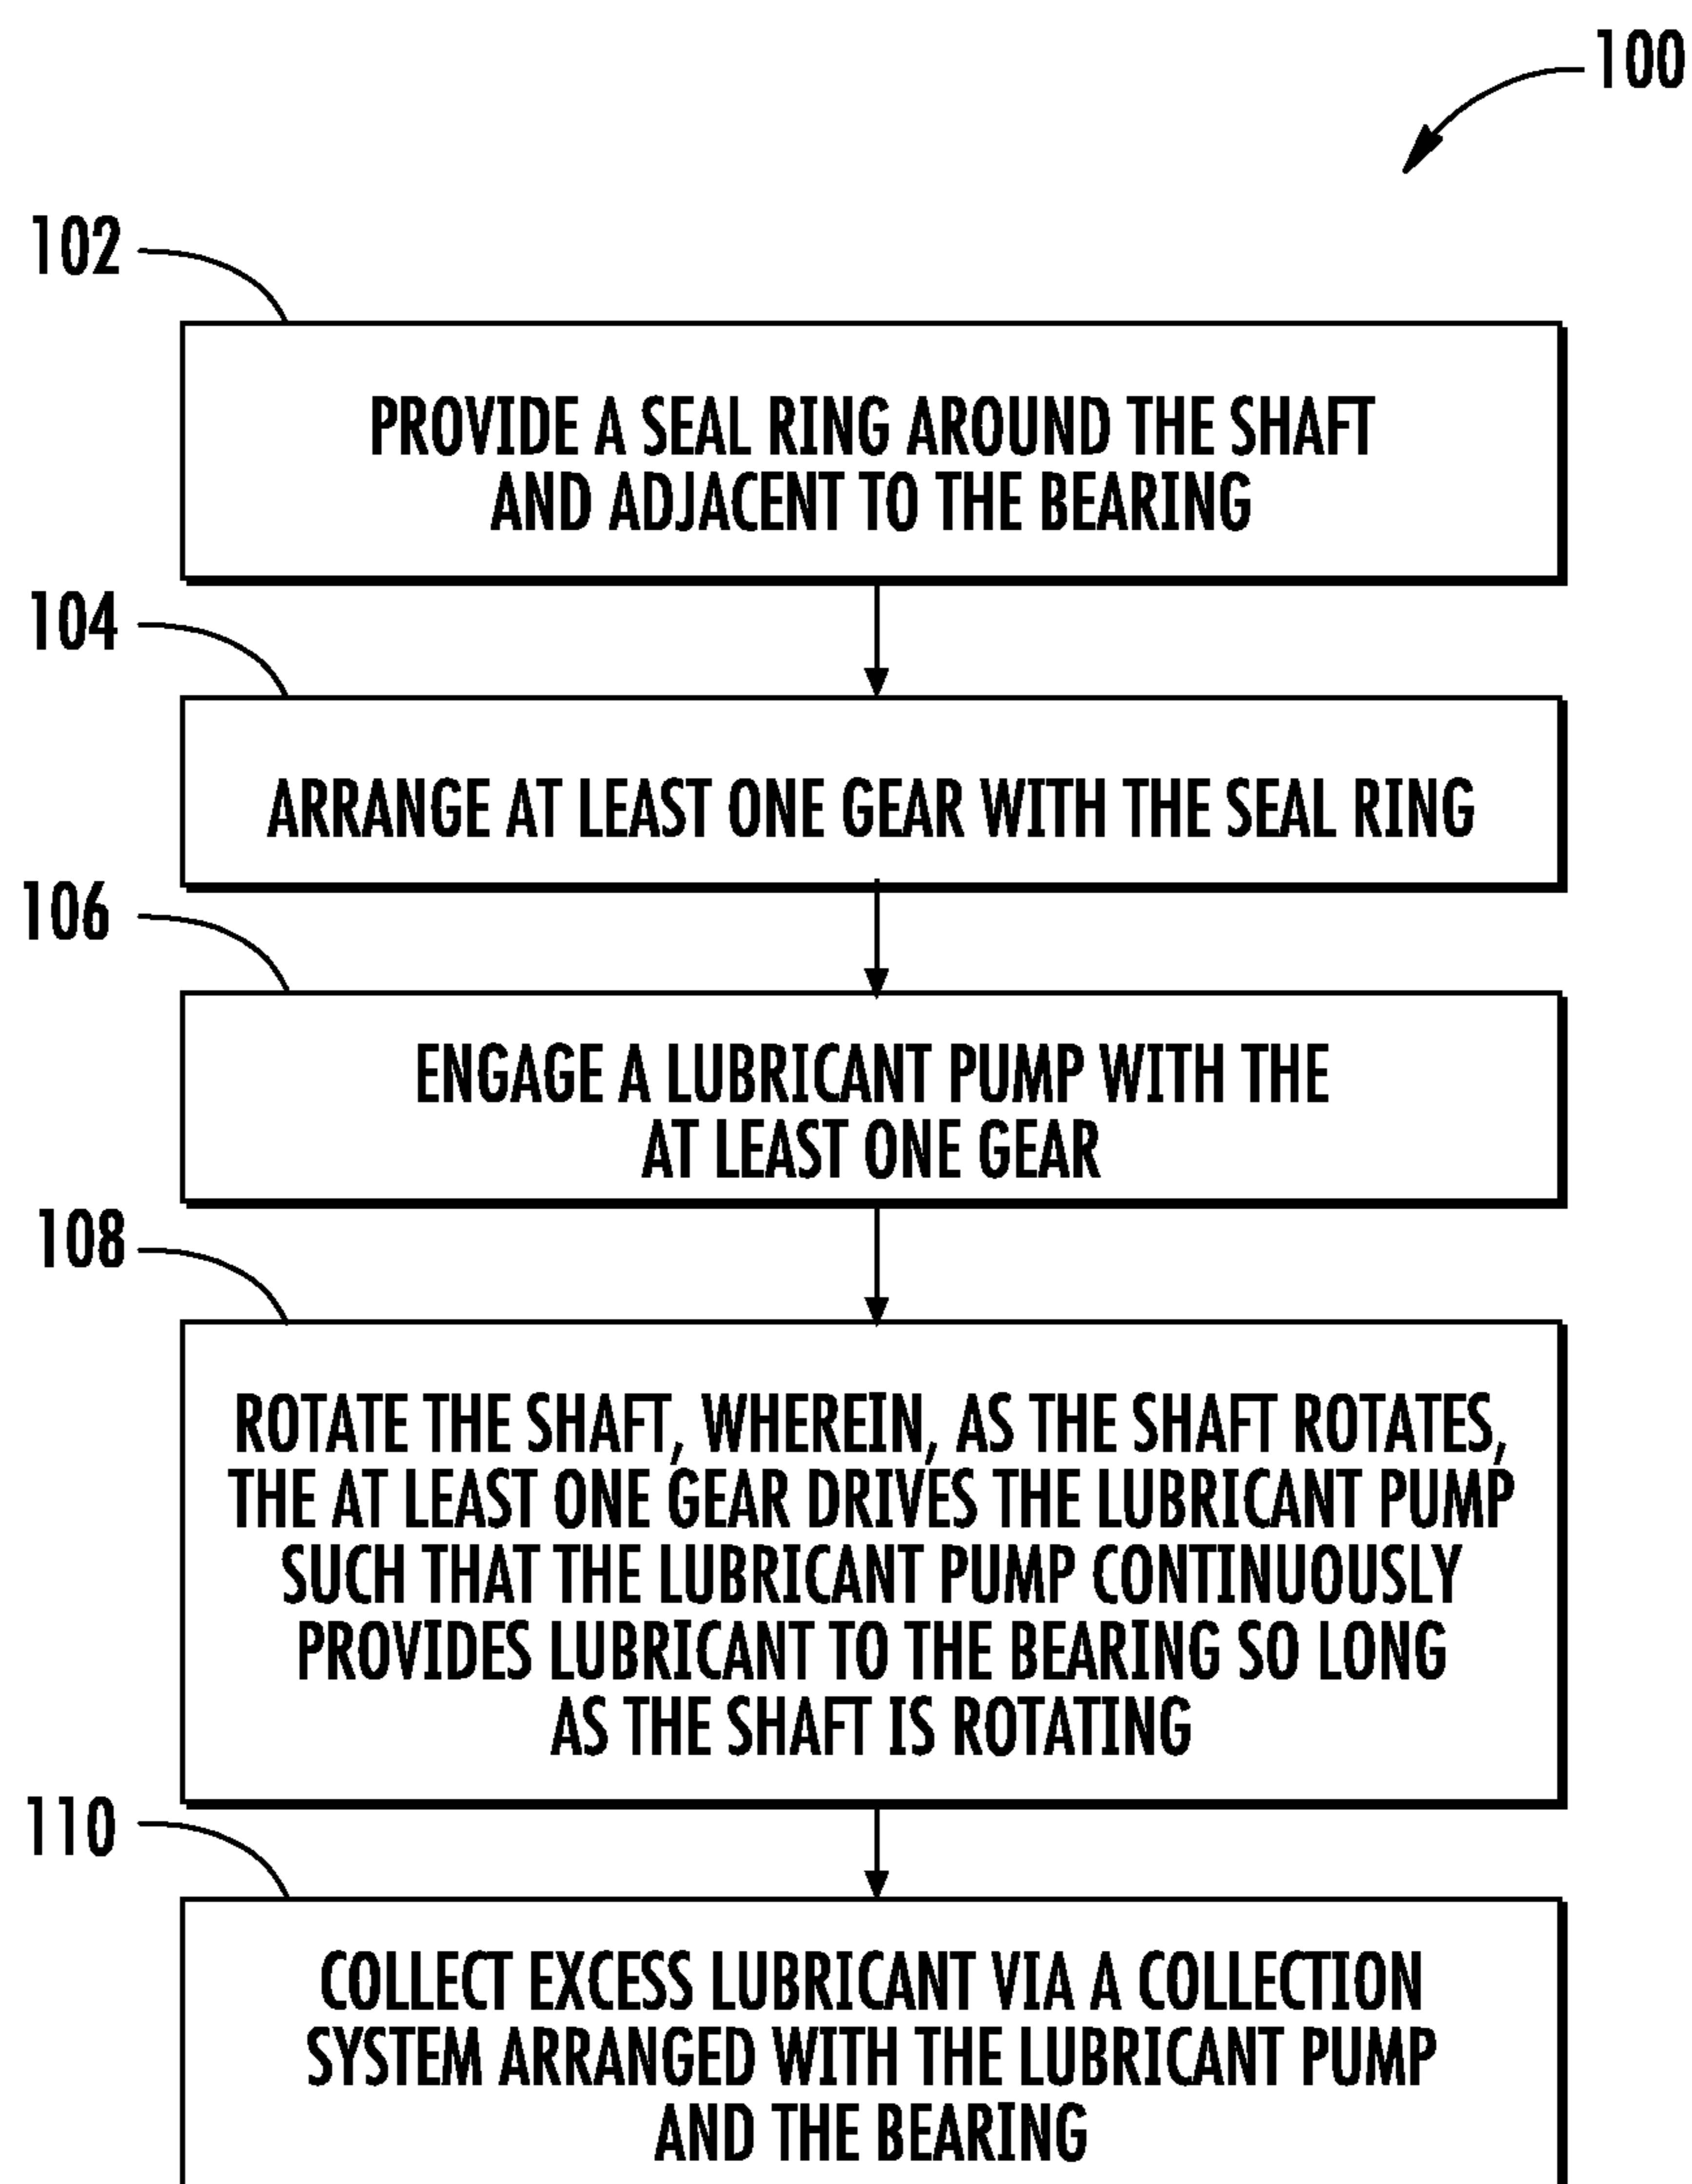 100
102
PROVIDE A SEAL RING AROUND THE SHAFT
AND ADJACENT TO THE BEARING
104
ARRANGE AT LEAST ONE GEAR WITH THE SEAL RING
106
ENGAGE A LUBRICANT PUMP WITH THE
AT LEAST ONE GEAR
108
ROTATE THE SHAFT, WHEREIN, AS THE SHAFT ROTATES,
THE AT LEAST ONE GEAR DRIVES THE LUBRICANT PUMP
SUCH THAT THE LUBRICANT PUMP CONTINUOUSLY
PROVIDES LUBRICANT TO THE BEARING SO LONG
AS THE SHAFT IS ROTATING
110
COLLECT EXCESS LUBRICANT VIA A COLLECTION
SYSTEM ARRANGED WITH THE LUBRICANT PUMP
AND THE BEARING